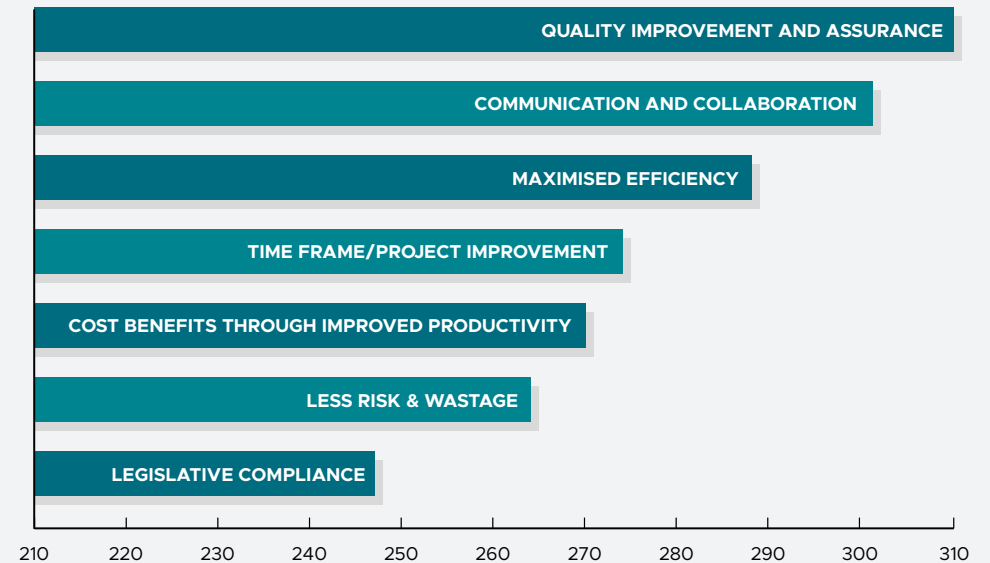 QUALITY IMPROVEMENT AND ASSURANCE
COMMUNICATION AND COLLABORATION
MAXIMISED EFFICIENCY
TIME FRAME/PROJECT IMPROVEMENT
COST BENEFITS THROUGH IMPROVED PRODUCTIVITY
LESS RISK & WASTAGE
LEGISLATIVE COMPLIANCE
210 220 230 240 250 260 270 280 290 300 310